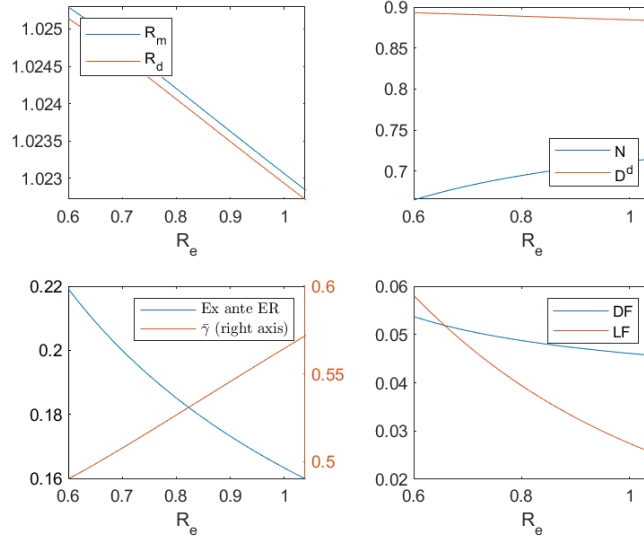 1.025
1.0245
1.024
1.0235
1.023
R_m
R_d
0.6 0.7 0.8 0.9 1
R_e
0.9
0.85
0.8
0.7
N
D^d
0.6 0.8 1
R_e
0.22
0.2
0.18
0.16
Ex ante ER
γ̄ (right axis)
0.6
0.55
0.5
0.6 0.7 0.8 0.9 1
R_e
0.06
0.05
0.04
0.03
0.02
DF
LF
0.6 0.8 1
R_e